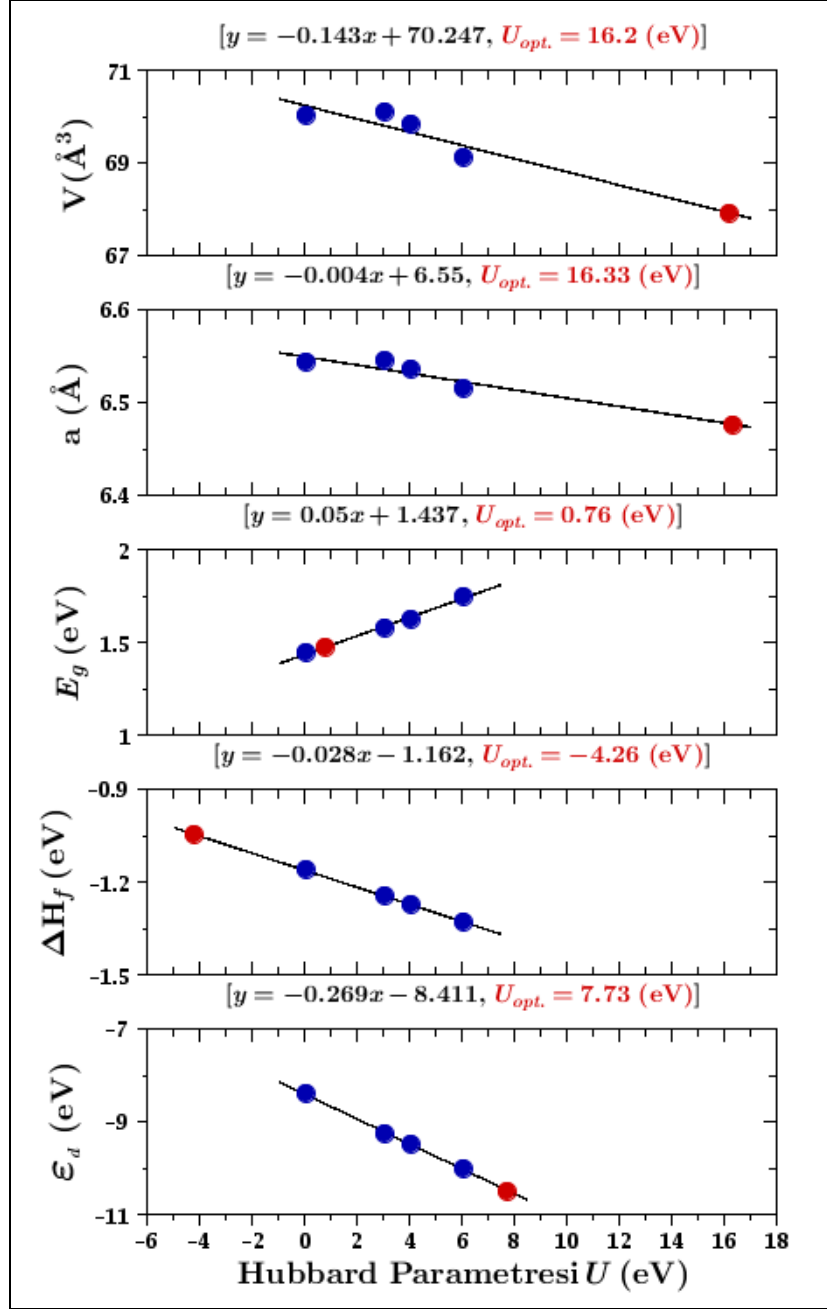 [y = −0.143x + 70.247, U_opt. = 16.2 (eV)]
71
69
67
V(Å³)
[y = −0.004x + 6.55, U_opt. = 16.33 (eV)]
6.6
6.5
6.4
a (Å)
[y = 0.05x + 1.437, U_opt. = 0.76 (eV)]
2
1.5
1
E_g (eV)
[y = −0.028x − 1.162, U_opt. = −4.26 (eV)]
−0.9
−1.2
−1.5
ΔH_f (eV)
[y = −0.269x − 8.411, U_opt. = 7.73 (eV)]
−7
−9
−11
ε_d (eV)
−6 −4 −2 0 2 4 6 8 10 12 14 16 18
Hubbard Parametresi U (eV)